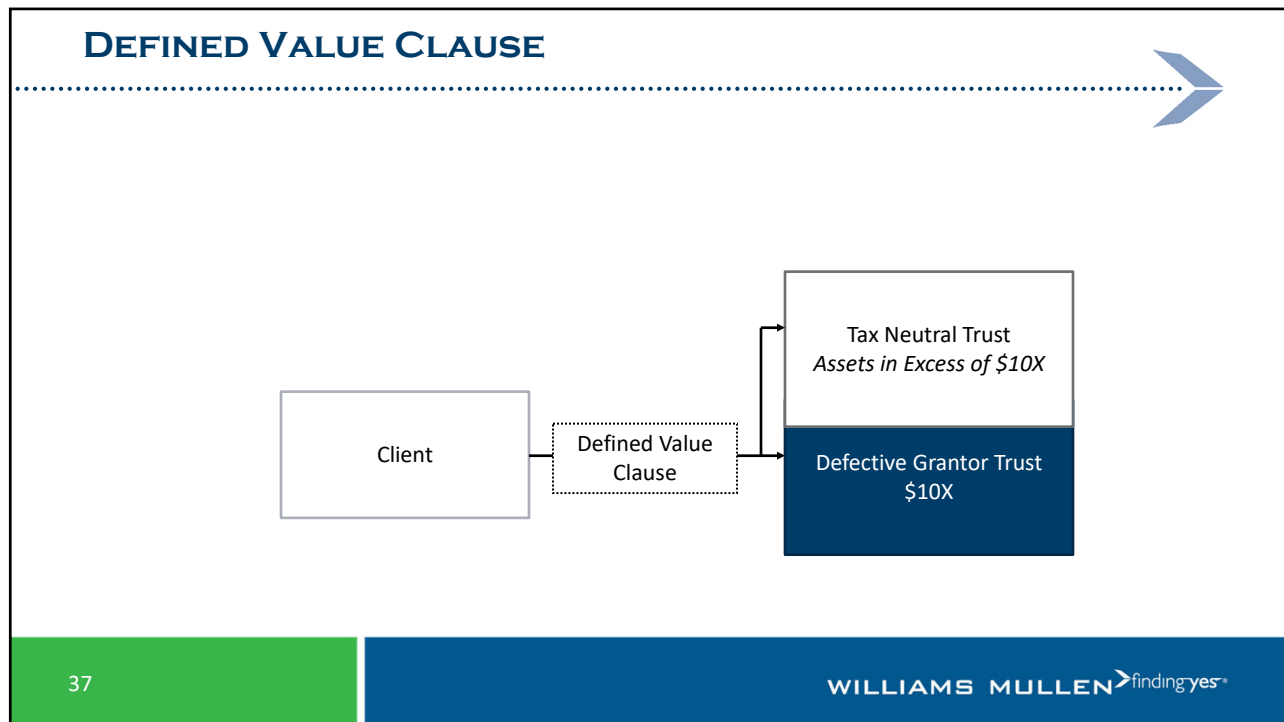 DEFINED VALUE CLAUSE
Tax Neutral Trust
Assets in Excess of $10X
Client
Defined Value
Clause
Defective Grantor Trust
$10X
37
WILLIAMS MULLEN finding yes®